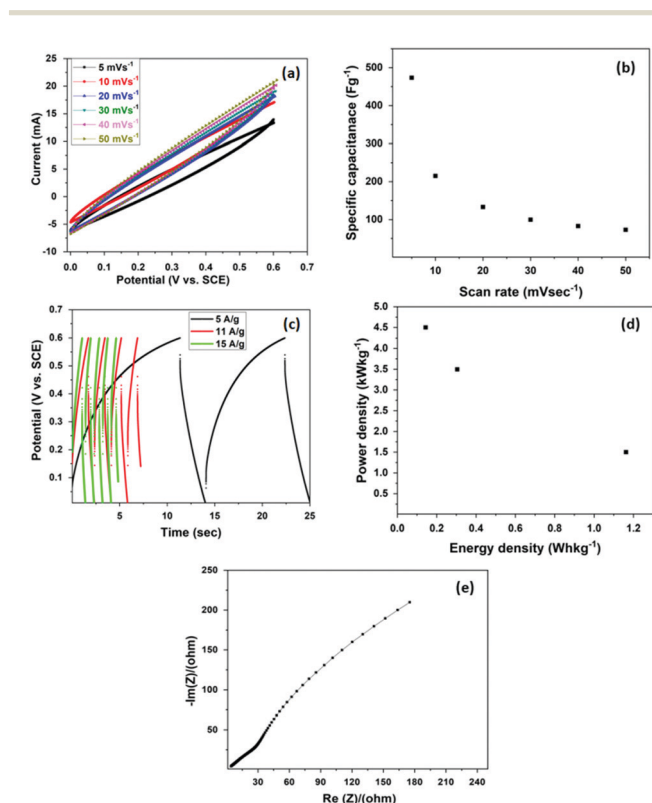 (a)
5 mVs⁻¹
10 mVs⁻¹
20 mVs⁻¹
30 mVs⁻¹
40 mVs⁻¹
50 mVs⁻¹
Current (mA)
25
20
15
10
5
0
-5
-10
0.0 0.1 0.2 0.3 0.4 0.5 0.6 0.7
Potential (V vs. SCE)
(b)
Specific capacitanace (Fg⁻¹)
500
400
300
200
100
10 20 30 40 50
Scan rate (mVsec⁻¹)
(c)
5 A/g
11 A/g
15 A/g
Potential (V vs. SCE)
0.7
0.6
0.5
0.4
0.3
0.2
0.1
5 10 15 20 25
Time (sec)
(d)
Power density (kWkg⁻¹)
5.0
4.5
4.0
3.5
3.0
2.5
2.0
1.5
1.0
0.5
0.0 0.2 0.4 0.6 0.8 1.0 1.2
Energy density (Whkg⁻¹)
(e)
-Im(Z)/(ohm)
-250
200
150
100
50
30 60 90 120 150 180 210 240
Re (Z)/(ohm)